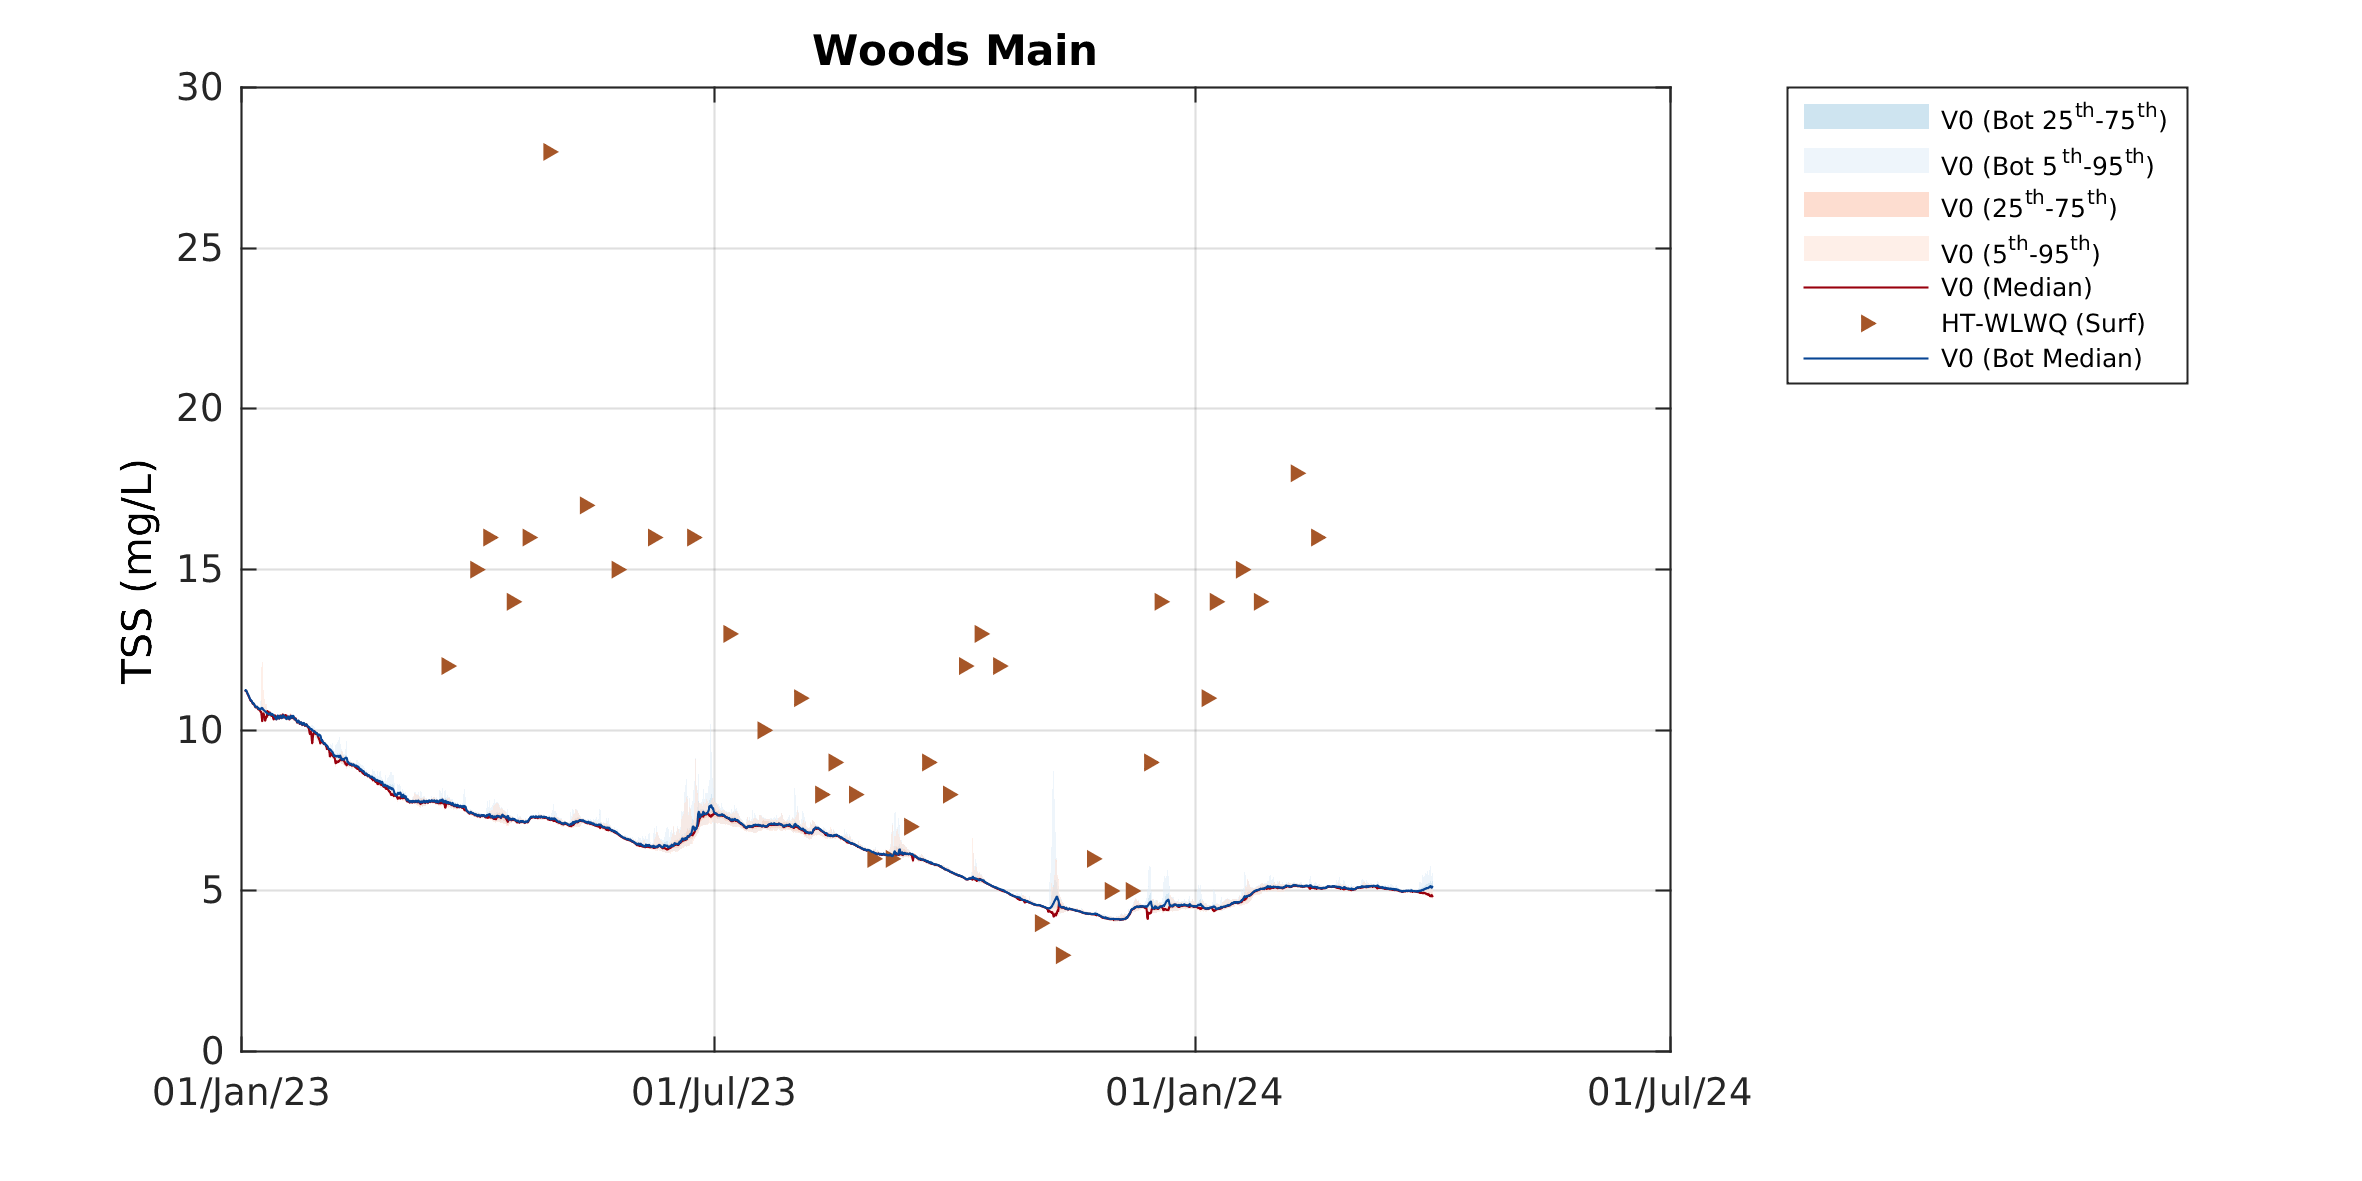 Woods Main
TSS (mg/L)
30
25
20
15
10
5
0
01/Jan/23
01/Jul/23
01/Jan/24
01/Jul/24
V0 (Bot 25th-75th)
V0 (Bot 5th-95th)
V0 (25th-75th)
V0 (5th-95th)
V0 (Median)
HT-WLWQ (Surf)
V0 (Bot Median)